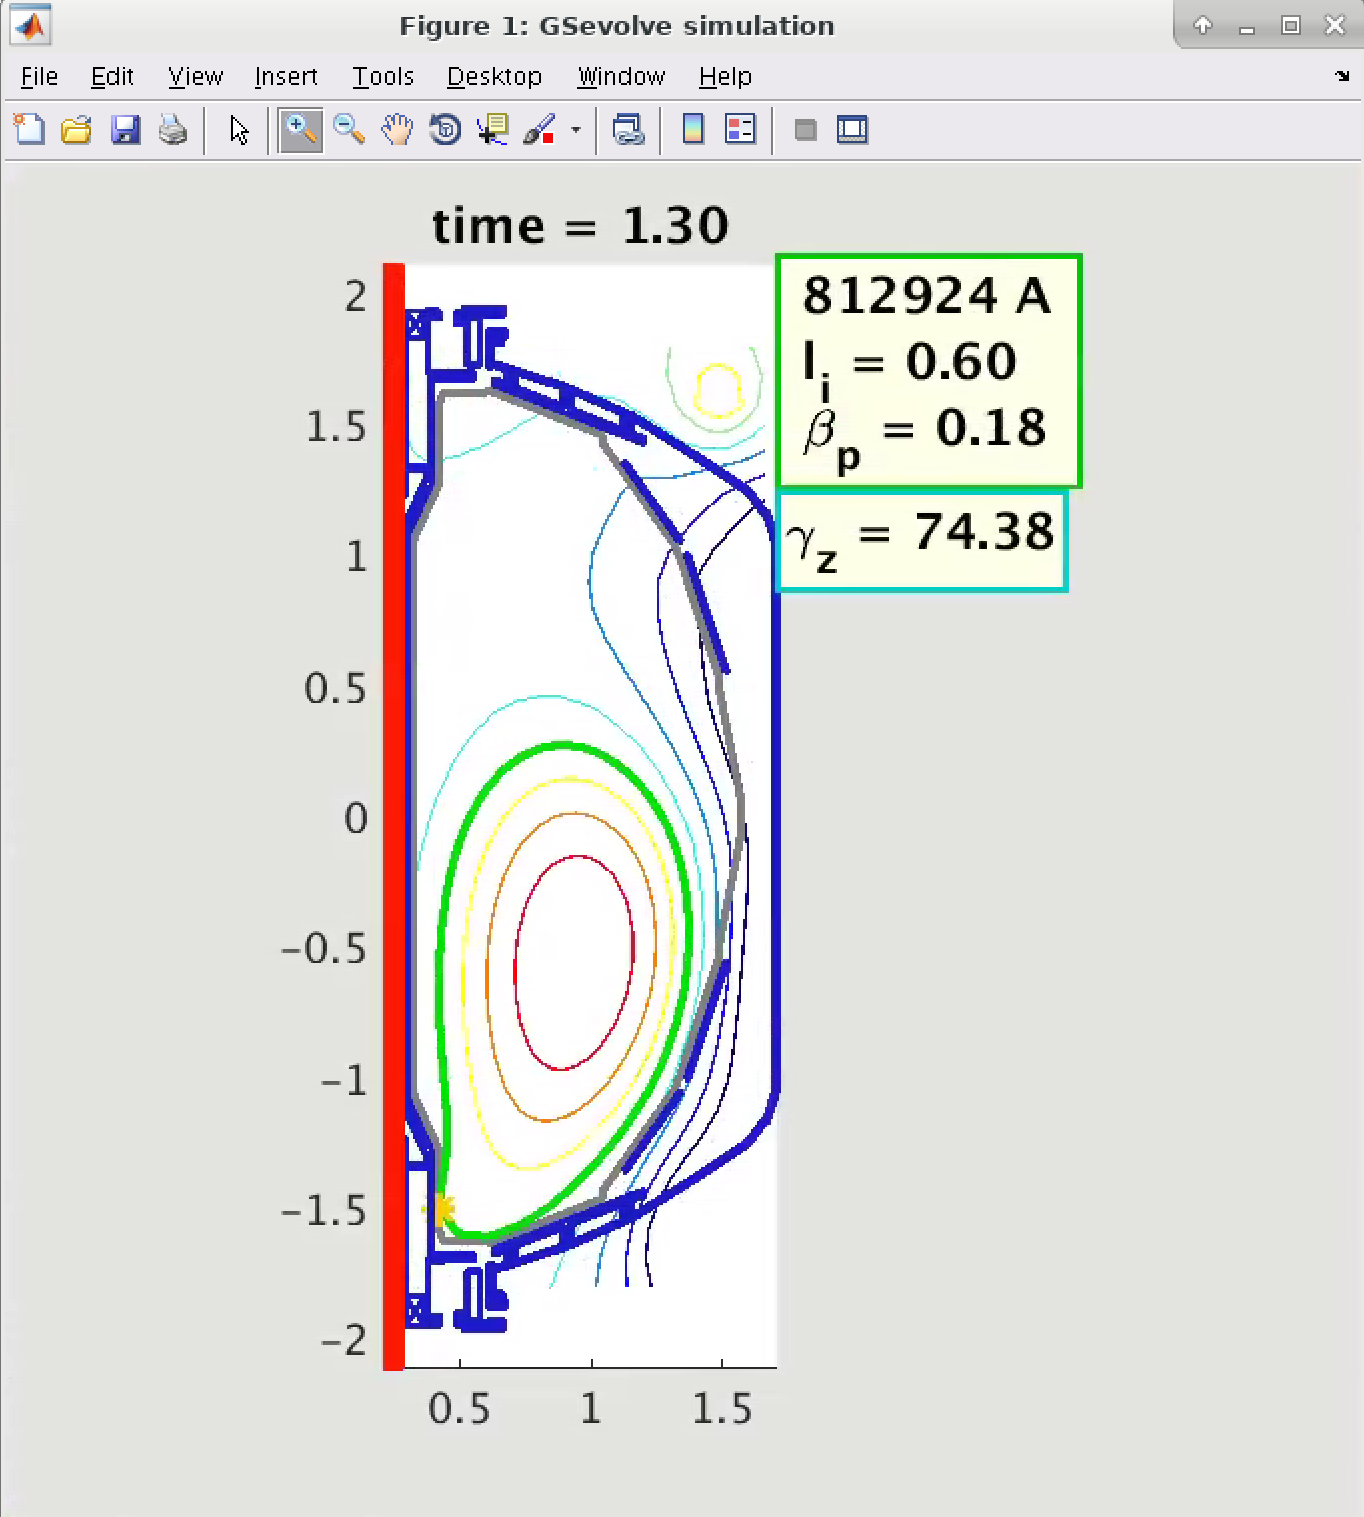 Figure 1: GSevolve simulation
File Edit View Insert Tools Desktop Window Help
time = 1.30
812924 A
li = 0.60
βp = 0.18
γz = 74.38
2
1.5
1
0.5
0
-0.5
-1
-1.5
-2
0.5 1 1.5